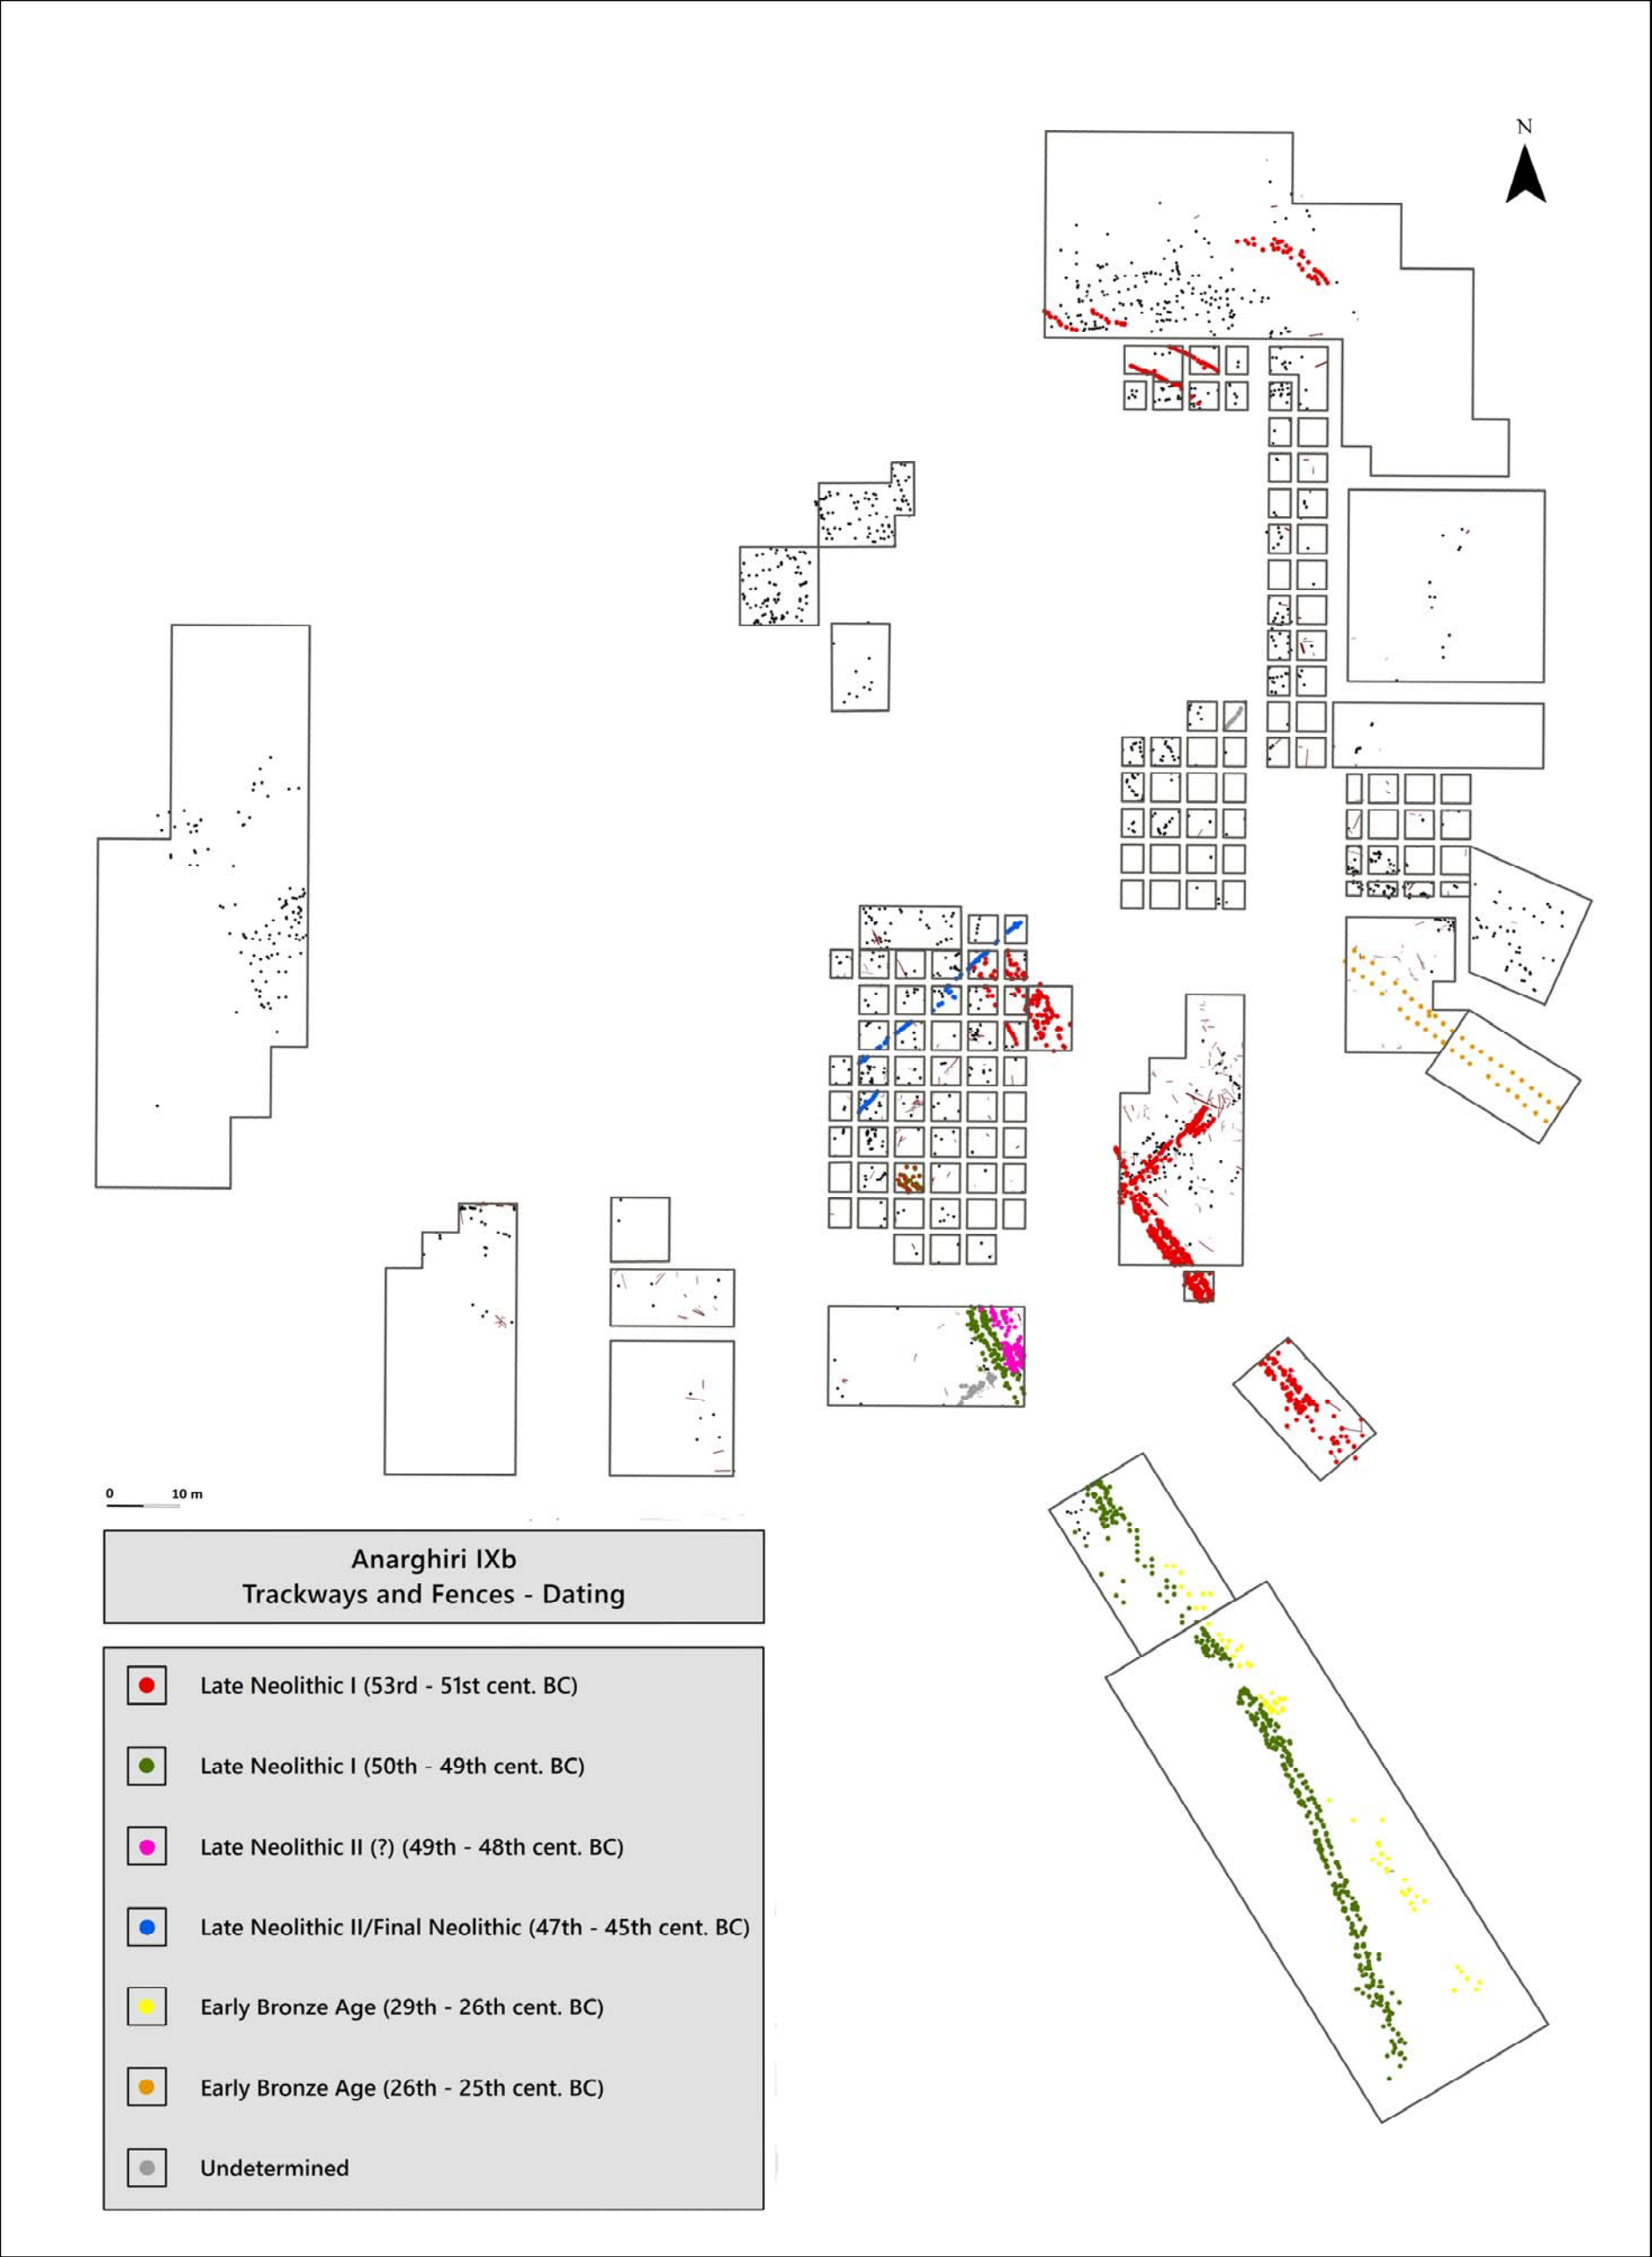 N
0 10 m
Anarghiri IXb
Trackways and Fences - Dating
Late Neolithic I (53rd - 51st cent. BC)
Late Neolithic I (50th - 49th cent. BC)
Late Neolithic II (?) (49th - 48th cent. BC)
Late Neolithic II/Final Neolithic (47th - 45th cent. BC)
Early Bronze Age (29th - 26th cent. BC)
Early Bronze Age (26th - 25th cent. BC)
Undetermined